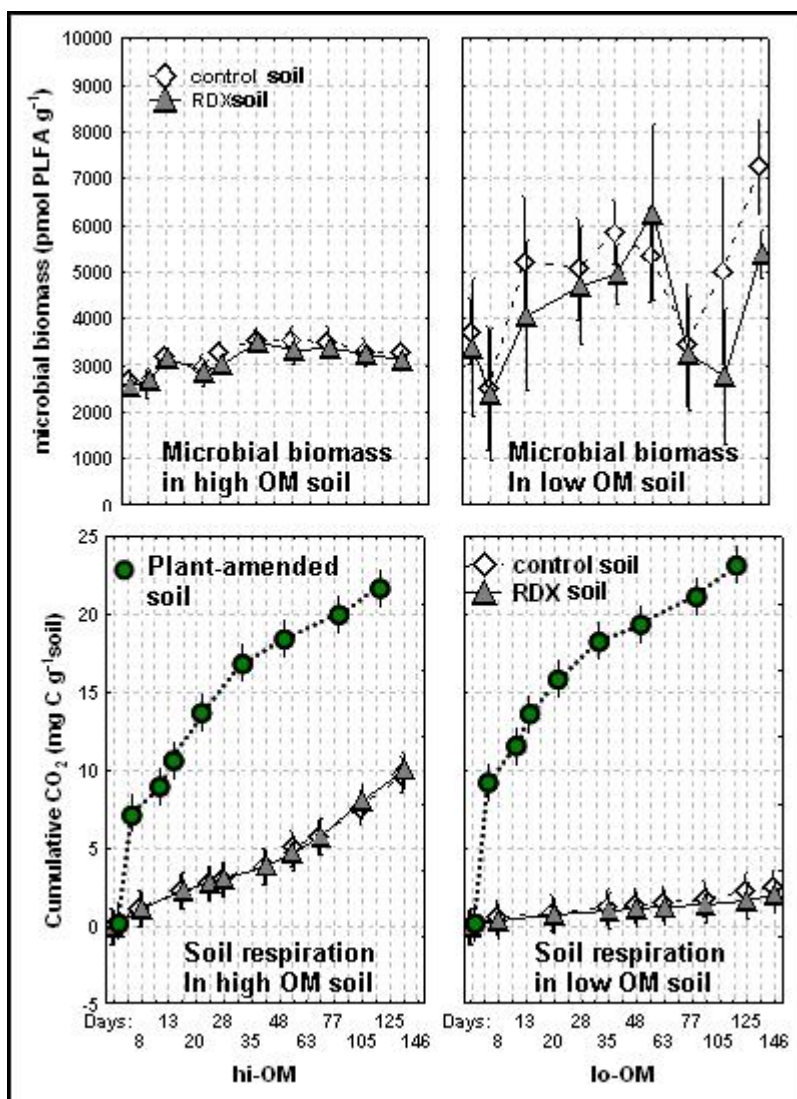 10000
9000
8000
7000
6000
5000
4000
3000
2000
1000
0
microbial biomass (pmol PLFA g-1)
control soil
RDXsoil
Microbial biomass
in high OM soil
Microbial biomass
In low OM soil
25
20
15
10
5
0
-5
Cumulative CO2 (mg C g-1soil)
Plant-amended
soil
Soil respiration
In high OM soil
control soil
RDX soil
Soil respiration
in low OM soil
Days: 13 28 48 77 125
8 20 35 63 105 146
hi-OM
Days: 13 28 48 77 125
8 20 35 63 105 146
lo-OM